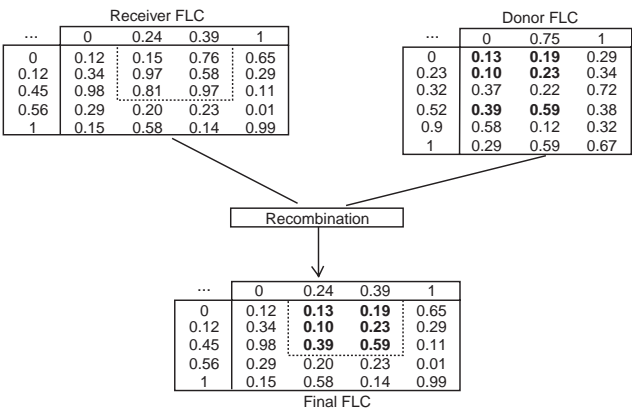 Receiver FLC
... 0 0.24 0.39 1
0 0.12 0.15 0.76 0.65
0.12 0.34 0.97 0.58 0.29
0.45 0.98 0.81 0.97 0.11
0.56 0.29 0.20 0.23 0.01
1 0.15 0.58 0.14 0.99
Donor FLC
... 0 0.75 1
0 0.13 0.19 0.29
0.23 0.10 0.23 0.34
0.32 0.37 0.22 0.72
0.52 0.39 0.59 0.38
0.9 0.58 0.12 0.32
1 0.29 0.59 0.67
Recombination
... 0 0.24 0.39 1
0 0.12 0.13 0.19 0.65
0.12 0.34 0.10 0.23 0.29
0.45 0.98 0.39 0.59 0.11
0.56 0.29 0.20 0.23 0.01
1 0.15 0.58 0.14 0.99
Final FLC